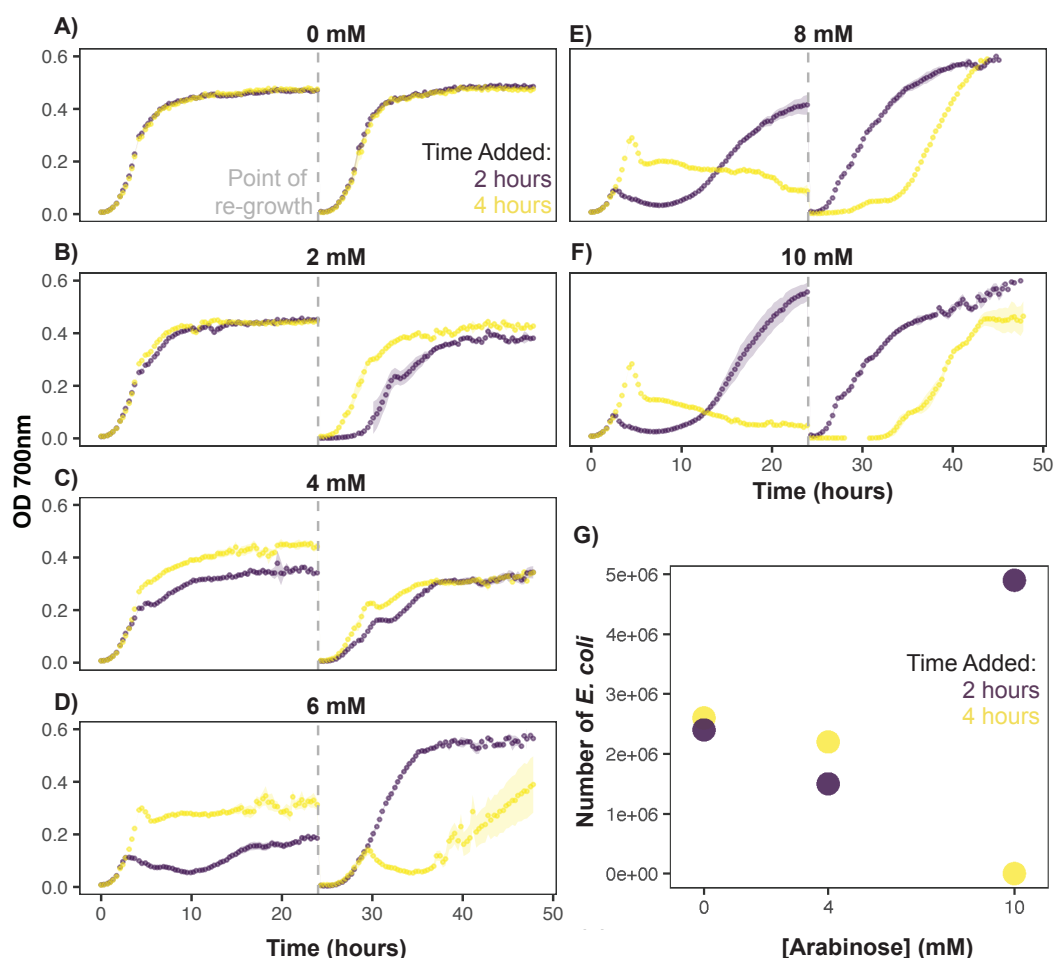 A)
0 mM
0.6
0.4
0.2
0.0
Point of
re-growth
Time Added:
2 hours
4 hours
B)
2 mM
0.6
0.4
0.2
0.0
OD 700nm
C)
4 mM
0.6
0.4
0.2
0.0
D)
6 mM
0.6
0.4
0.2
0.0
0 10 20 30 40 50
Time (hours)
E)
8 mM
F)
10 mM
0 10 20 30 40 50
Time (hours)
G)
Number of E. coli
5e+06
4e+06
3e+06
2e+06
1e+06
0e+00
Time Added:
2 hours
4 hours
0 4 10
[Arabinose] (mM)